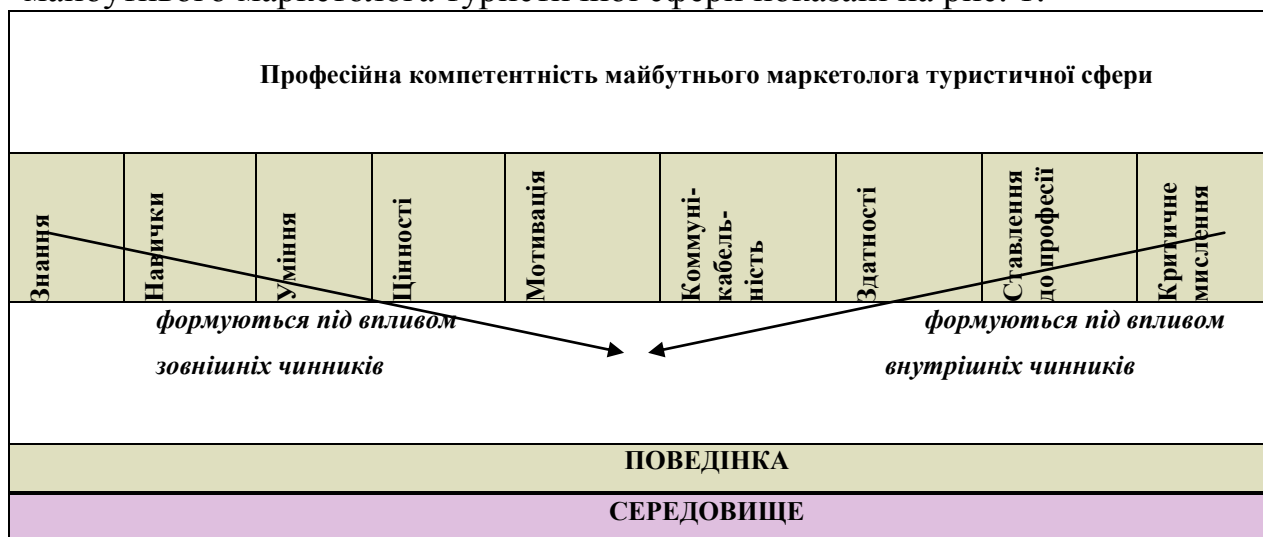 майбутнього маркетолога туристичної сфери показані на рис. 1.
Професійна компетентність майбутнього маркетолога туристичної сфери
Знання
Навички
Уміння
Цінності
Мотивація
Коммуні-
кабель-
ність
Здатності
Ставлення
до професії
Критичне
мислення
формуються під впливом
зовнішніх чинників
формуються під впливом
внутрішніх чинників
ПОВЕДІНКА
СЕРЕДОВИЩЕ